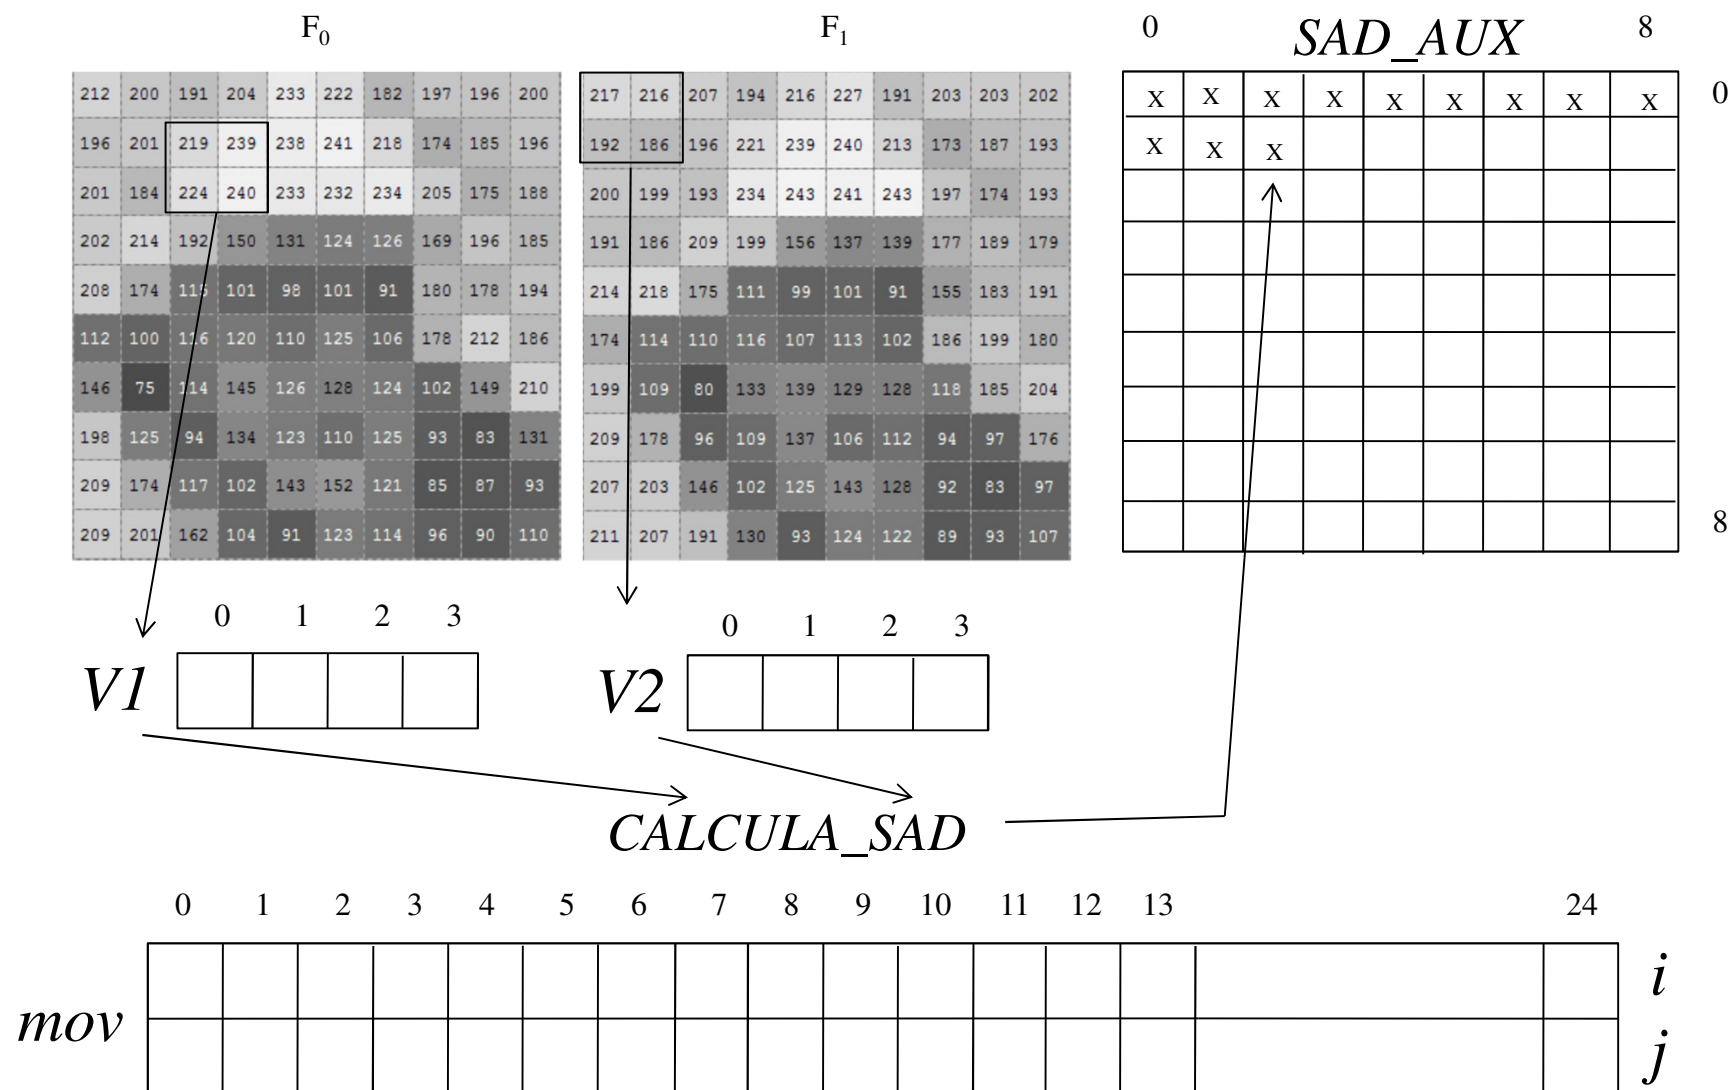 F0 F1 0 SAD_AUX 8
212 200 191 204 233 222 182 197 196 200 217 216 207 194 216 227 191 203 203 202 x x x x x x x x x 0
196 201 219 239 238 241 218 174 185 196 192 186 196 221 239 240 213 173 187 193 x x x
201 184 224 240 233 232 234 205 175 188 200 199 193 234 243 241 243 197 174 193
202 214 192 150 131 124 126 169 196 185 191 186 209 199 156 137 139 177 189 179
208 174 115 101 98 101 91 180 178 194 214 218 175 111 99 101 91 155 183 191
112 100 116 120 110 125 106 178 212 186 174 114 110 116 107 113 102 186 199 180
146 75 114 145 126 128 124 102 149 210 199 109 80 133 139 129 128 118 185 204
198 125 94 134 123 110 125 93 83 131 209 178 96 109 137 106 112 94 97 176
209 174 117 102 143 152 121 85 87 93 207 203 146 102 125 143 128 92 83 97 8
209 201 162 104 91 123 114 96 90 110 211 207 191 130 93 124 122 89 93 107
0 1 2 3 0 1 2 3
V1 V2
CALCULA_SAD
0 1 2 3 4 5 6 7 8 9 10 11 12 13 24
i
mov j